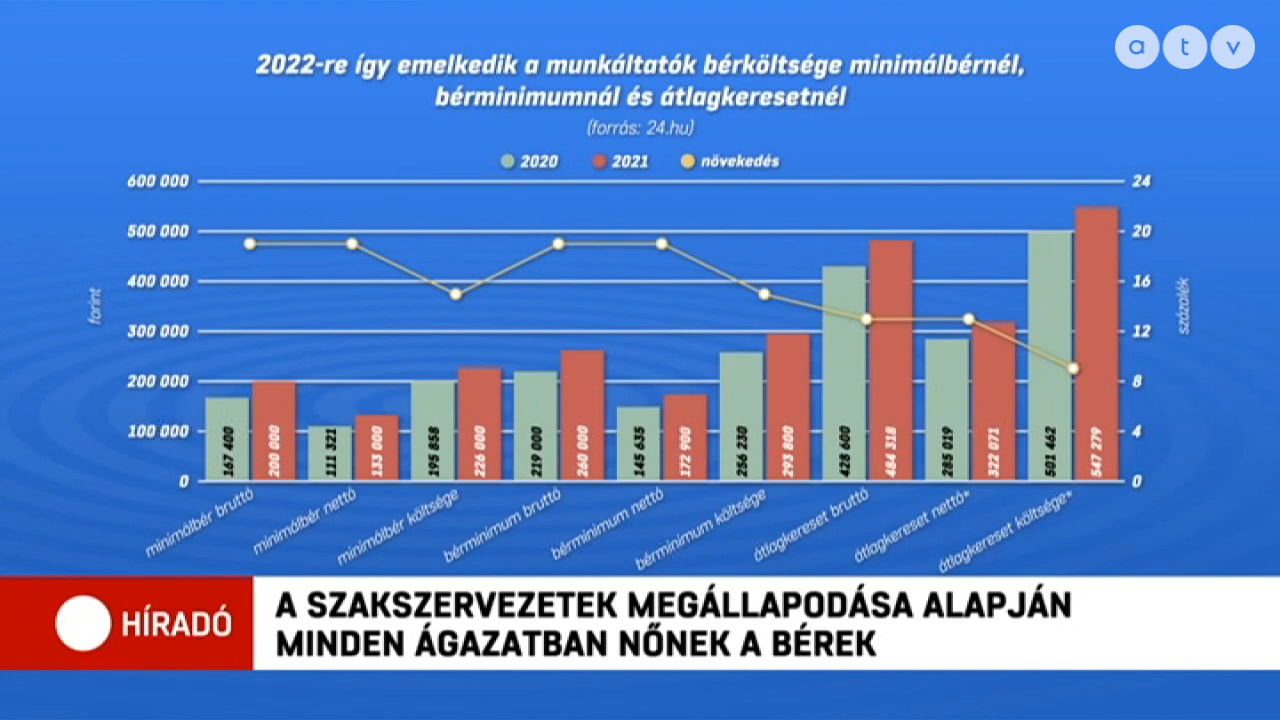 a t v
2022-re így emelkedik a munkáltatók bérköltsége minimálbérnél,
bérminimumnál és átlagkeresetnél
(forrás: 24.hu)
2020 2021 növekedés
600 000 24
500 000 20
400 000 16
300 000 12
200 000 8
100 000 4
0 0
forint
százalék
167 400 200 000 111 321 133 000 195 858 226 000 219 000 260 000 145 635 172 900 256 230 293 800 428 600 484 318 285 019 322 071 501 462 547 279
minimálbér bruttó
minimálbér nettó
minimálbér költsége
bérminimum bruttó
bérminimum nettó
bérminimum költsége
átlagkereset bruttó
átlagkereset nettó*
átlagkereset költsége*
HÍRADÓ
A SZAKSZERVEZETEK MEGÁLLAPODÁSA ALAPJÁN
MINDEN ÁGAZATBAN NŐNEK A BÉREK